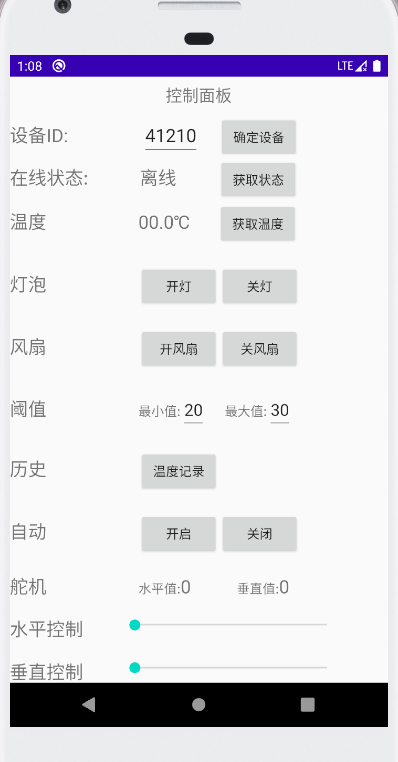 1:08 LTE
控制面板
设备ID: 41210 确定设备
在线状态: 离线 获取状态
温度 00.0℃ 获取温度
灯泡 开灯 关灯
风扇 开风扇 关风扇
阈值 最小值: 20 最大值: 30
历史 温度记录
自动 开启 关闭
舵机 水平值:0 垂直值:0
水平控制
垂直控制